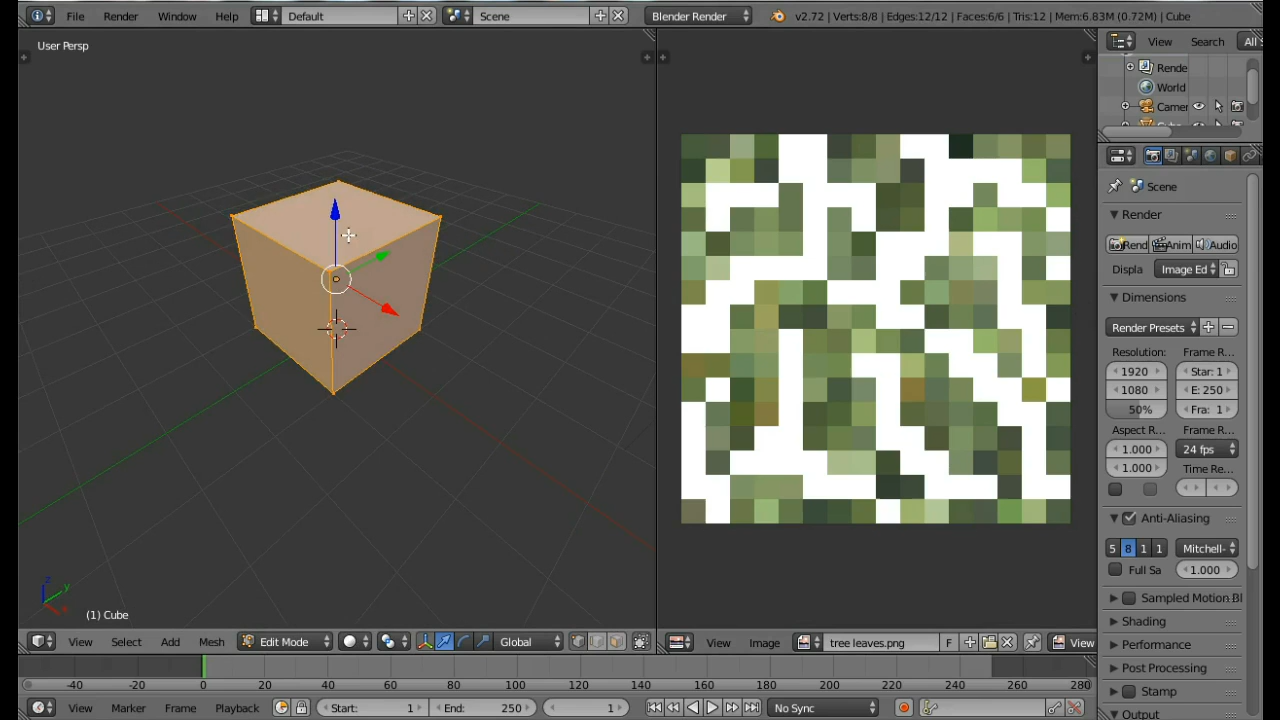 File Render Window Help Default Scene Blender Render v2.72 | Verts:8/8 | Edges:12/12 | Faces:6/6 | Tris:12 | Mem:6.83M (0.72M) | Cube
User Persp
View Search All
Rende
World
Camer
Scene
Render
Rend Anim Audio
Displa Image Ed
Dimensions
Render Presets
Resolution: Frame R...
1920 Star: 1
1080 E: 250
50% Fra: 1
Aspect R... Frame R...
1.000 24 fps
1.000 Time Re...
Anti-Aliasing
5 8 1 1 Mitchell-
Full Sa 1.000
Sampled Motion Bl
Shading
Performance
Post Processing
Stamp
Output
z y x
(1) Cube
View Select Add Mesh Edit Mode Global
View Image tree leaves.png F View
-40 -20 0 20 40 60 80 100 120 140 160 180 200 220 240 260 280
View Marker Frame Playback Start: 1 End: 250 1 No Sync